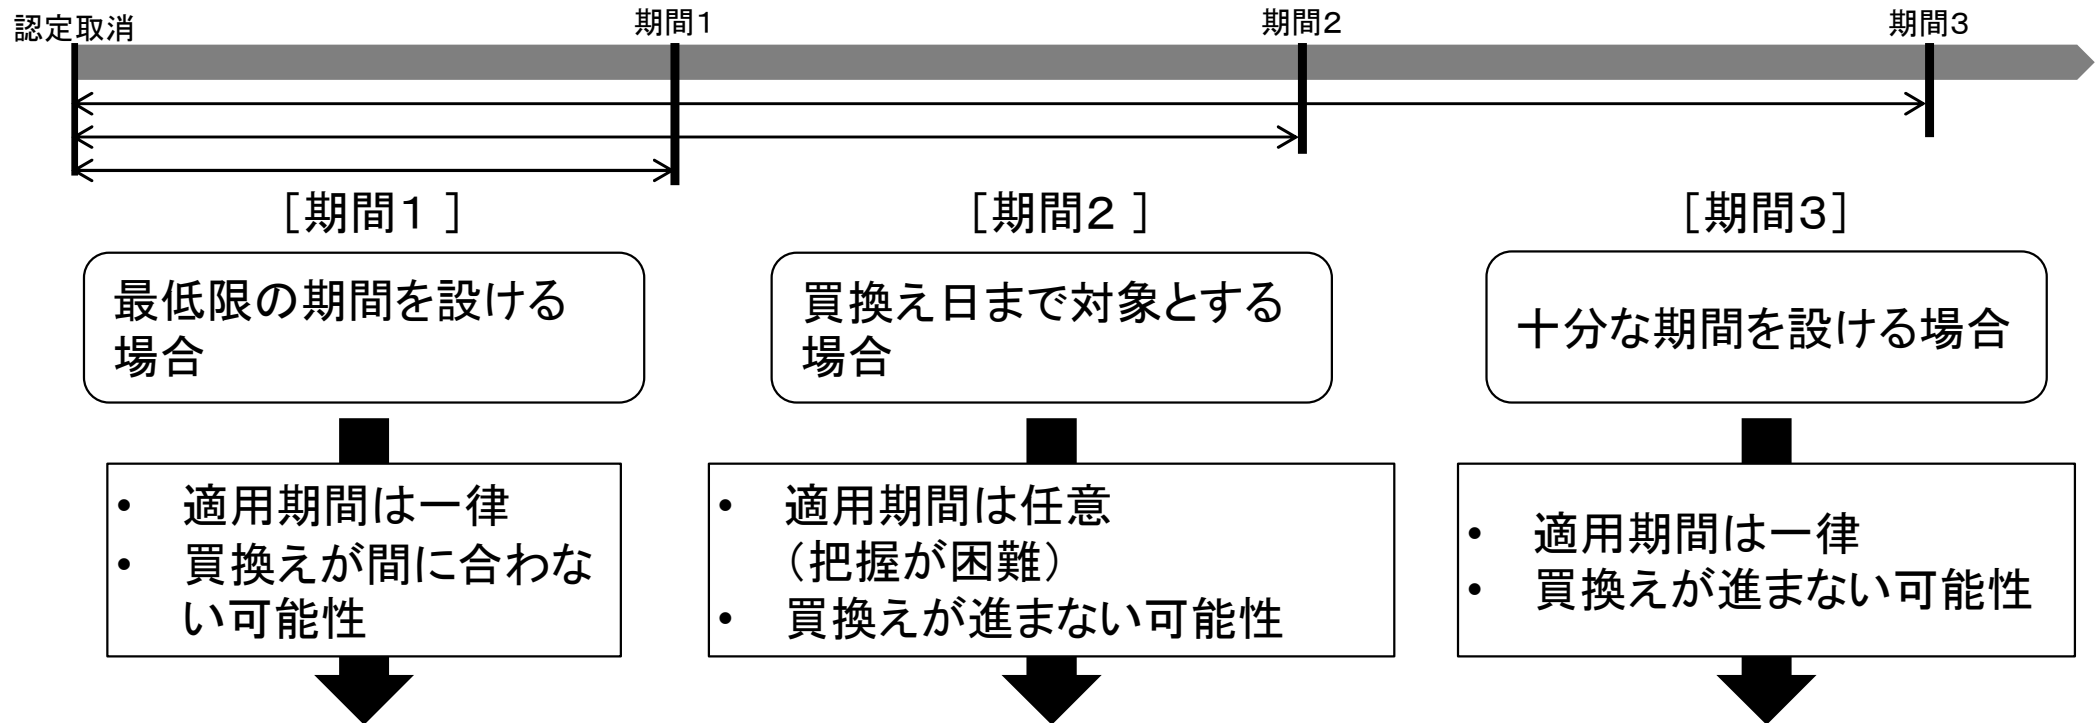 認定取消
期間1
期間2
期間3
[期間1 ]
[期間2 ]
[期間3]
最低限の期間を設ける
場合
買換え日まで対象とする
場合
十分な期間を設ける場合
• 適用期間は一律
• 買換えが間に合わな
い可能性
• 適用期間は任意
(把握が困難)
• 買換えが進まない可能性
• 適用期間は一律
• 買換えが進まない可能性